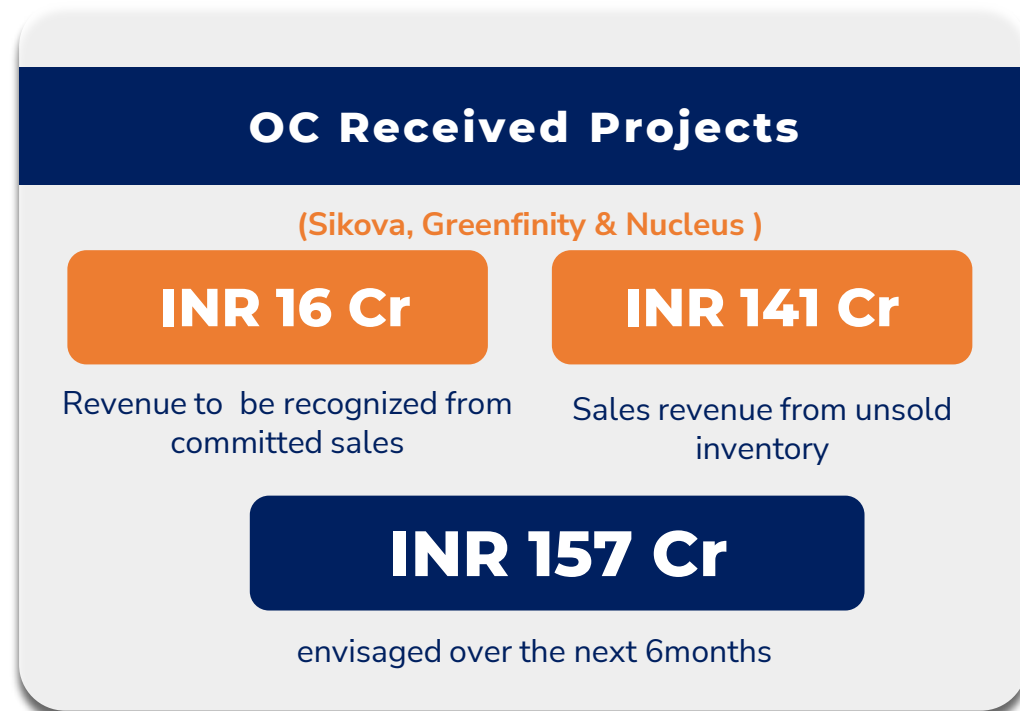 OC Received Projects
(Sikova, Greenfinity & Nucleus )
INR 16 Cr
INR 141 Cr
Revenue to  be recognized from
committed sales
Sales revenue from unsold
inventory
INR 157 Cr
envisaged over the next 6months